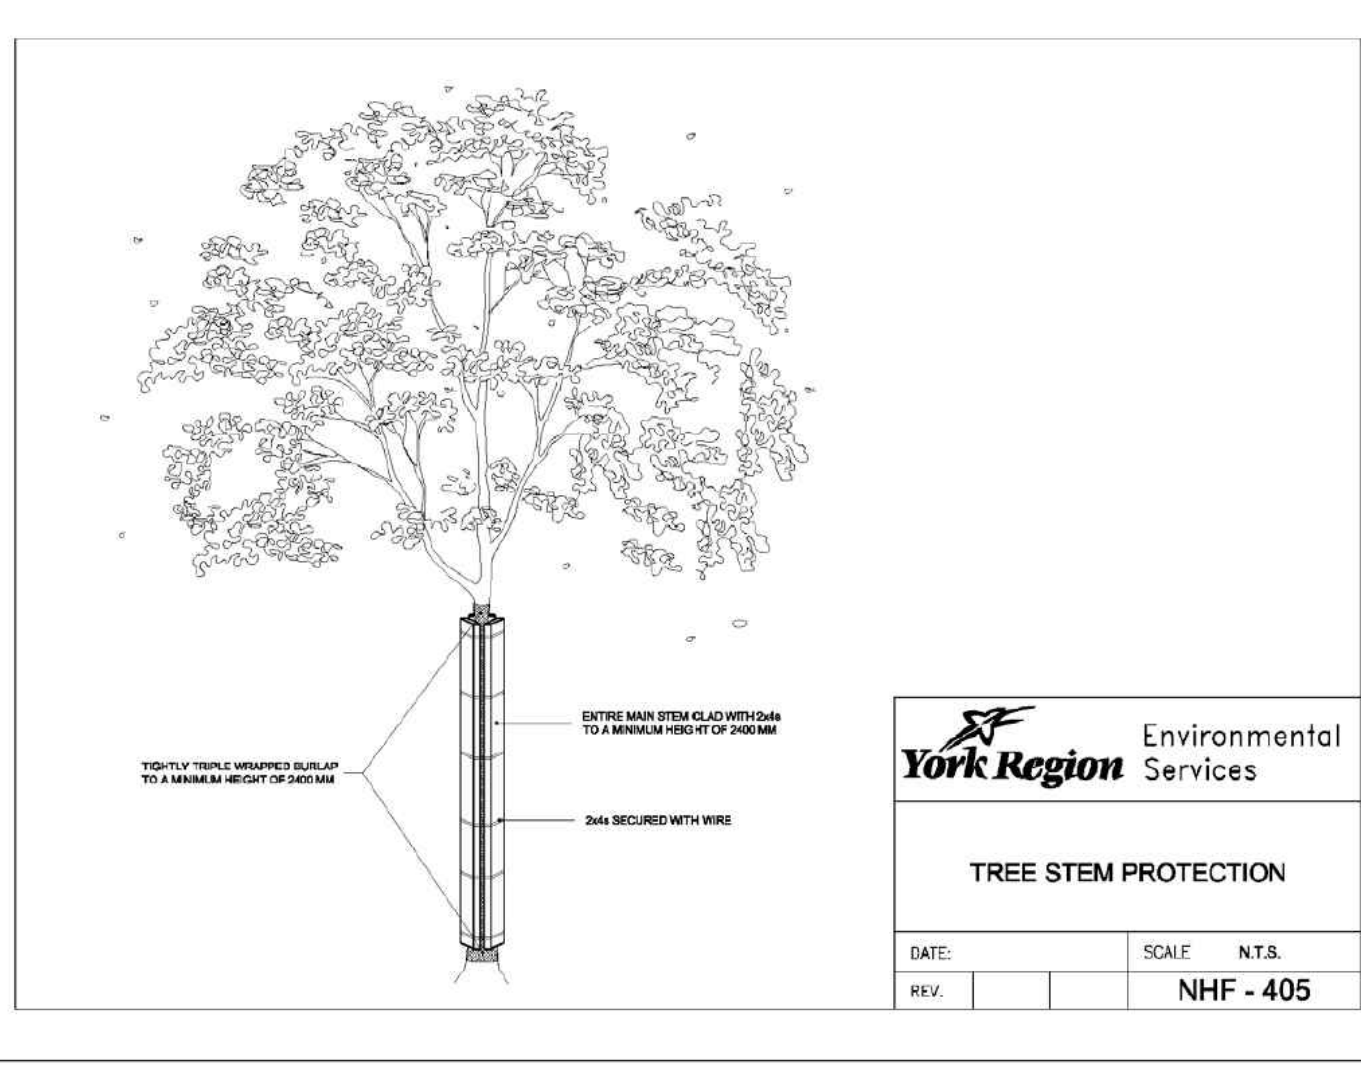 ENTIRE MAIN STEM CLAD WITH 2x4s
TO A MINIMUM HEIGHT OF 2400 MM
TIGHTLY TRIPLE WRAPPED BURLAP
TO A MINIMUM HEIGHT OF 2400 MM
2x4s SECURED WITH WIRE
York Region
Environmental
Services
TREE STEM PROTECTION
DATE:
SCALE N.T.S.
REV.
NHF - 405